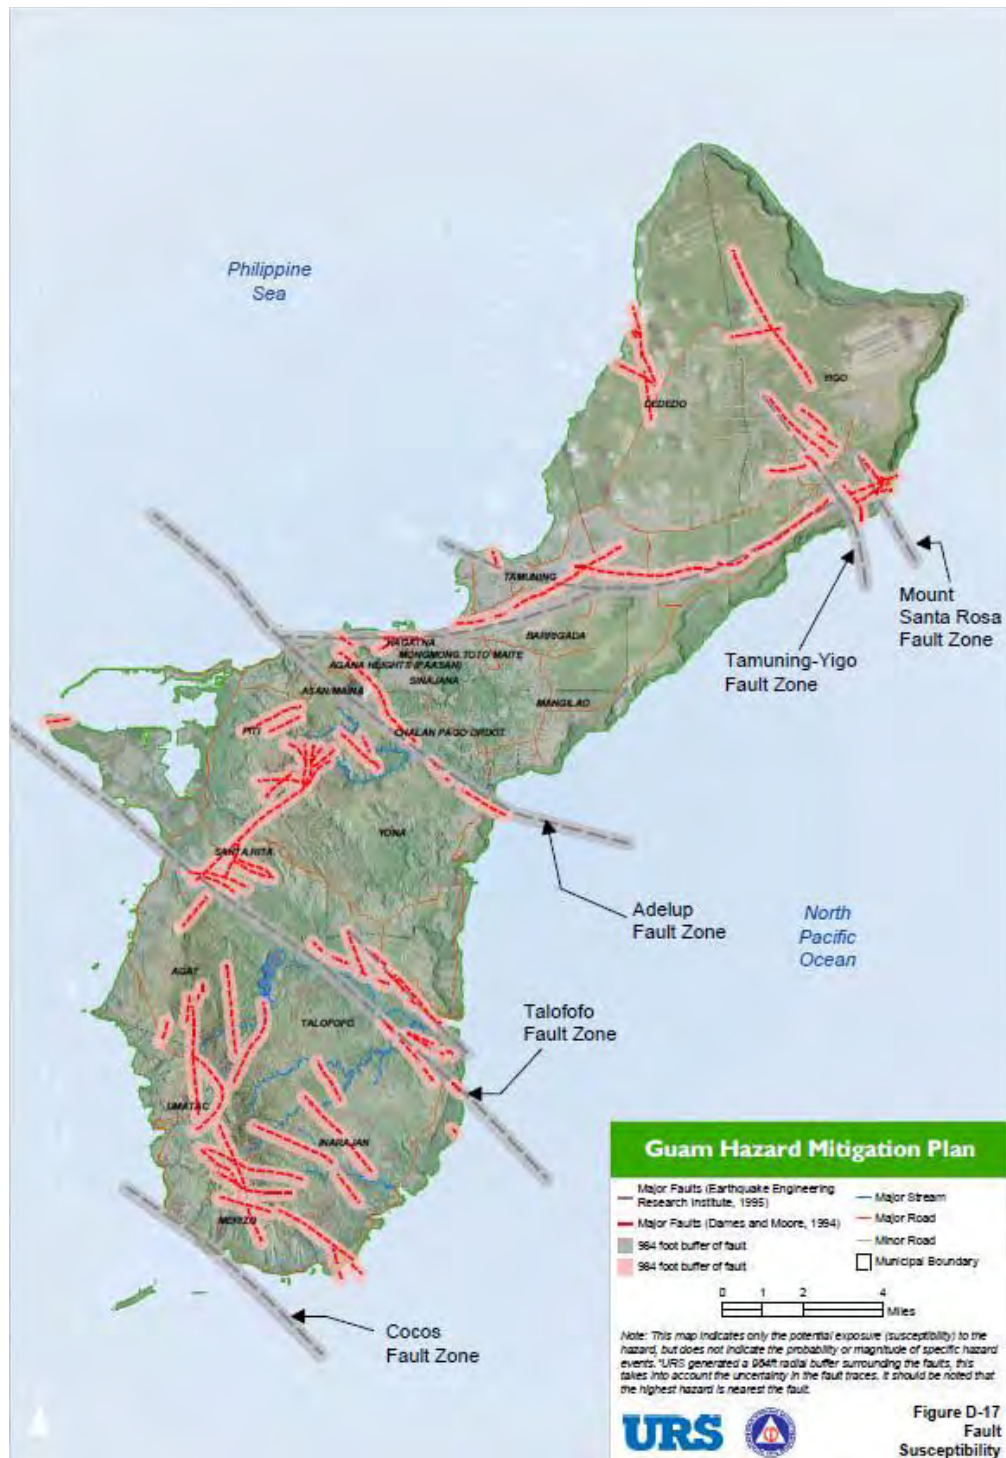 Philippine
Sea
YIGO
DEDEDO
TAMUNING
Mount
Santa Rosa
Fault Zone
Tamuning-Yigo
Fault Zone
HAGATNA
BARRIGADA
MONGMONG TOTO MAITE
AGANA HEIGHTS (PAASAN)
SINAJANA
ASAN/MAINA
MANGILAO
PITI
CHALAN PAGO ORDOT
YONA
SANTA RITA
Adelup
Fault Zone
North
Pacific
Ocean
AGAT
TALOFOFO
Talofofo
Fault Zone
UMATAC
INARAJAN
MERIZO
Cocos
Fault Zone
Guam Hazard Mitigation Plan
Major Faults (Earthquake Engineering
Research Institute, 1995)
Major Faults (Dames and Moore, 1994)
984 foot buffer of fault
984 foot buffer of fault
Major Stream
Major Road
Minor Road
Municipal Boundary
0 1 2 4
Miles
Note: This map indicates only the potential exposure (susceptibility) to the
hazard, but does not indicate the probability or magnitude of specific hazard
events. *URS generated a 984ft radial buffer surrounding the faults, this
takes into account the uncertainty in the fault traces. It should be noted that
the highest hazard is nearest the fault.
URS
Figure D-17
Fault
Susceptibility